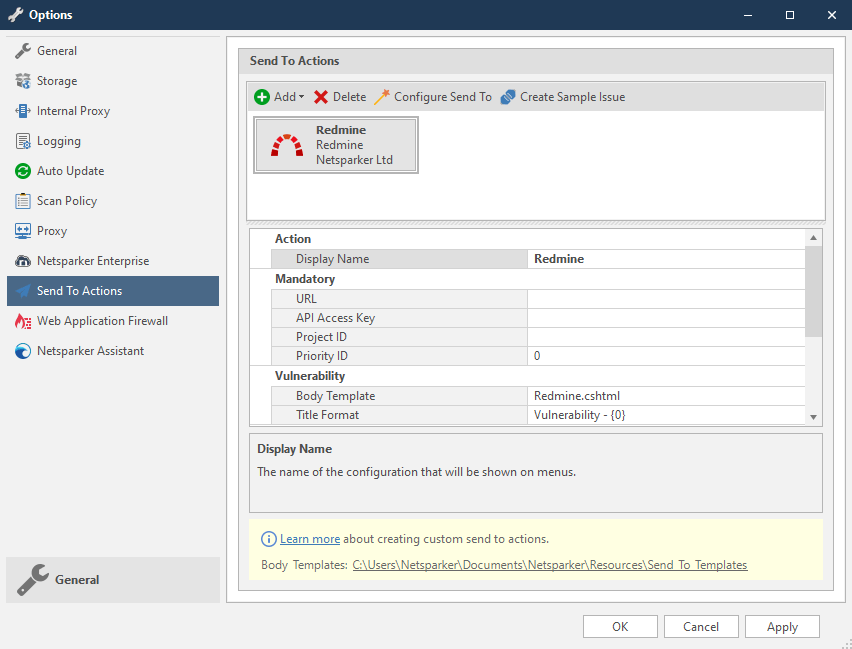 Options
General
Storage
Internal Proxy
Logging
Auto Update
Scan Policy
Proxy
Netsparker Enterprise
Send To Actions
Web Application Firewall
Netsparker Assistant
General
Send To Actions
Add Delete Configure Send To Create Sample Issue
Redmine
Redmine
Netsparker Ltd
Action
Display Name Redmine
Mandatory
URL
API Access Key
Project ID
Priority ID 0
Vulnerability
Body Template Redmine.cshtml
Title Format Vulnerability - {0}
Display Name
The name of the configuration that will be shown on menus.
Learn more about creating custom send to actions.
Body Templates: C:\Users\Netsparker\Documents\Netsparker\Resources\Send To Templates
OK Cancel Apply